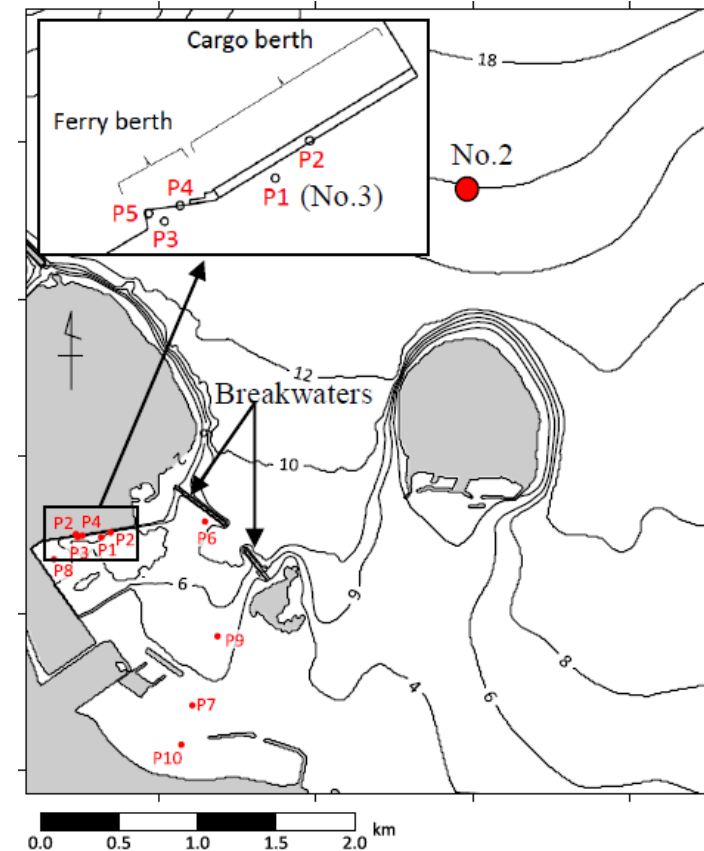 Cargo berth
18
Ferry berth
No.2
P2
P4
P1 (No.3)
P5
P3
12
Breakwaters
10
P2 P4
P2
P6
P3 P1
P8
6
6
P9
8
4
6
P7
P10
0.0 0.5 1.0 1.5 2.0 km